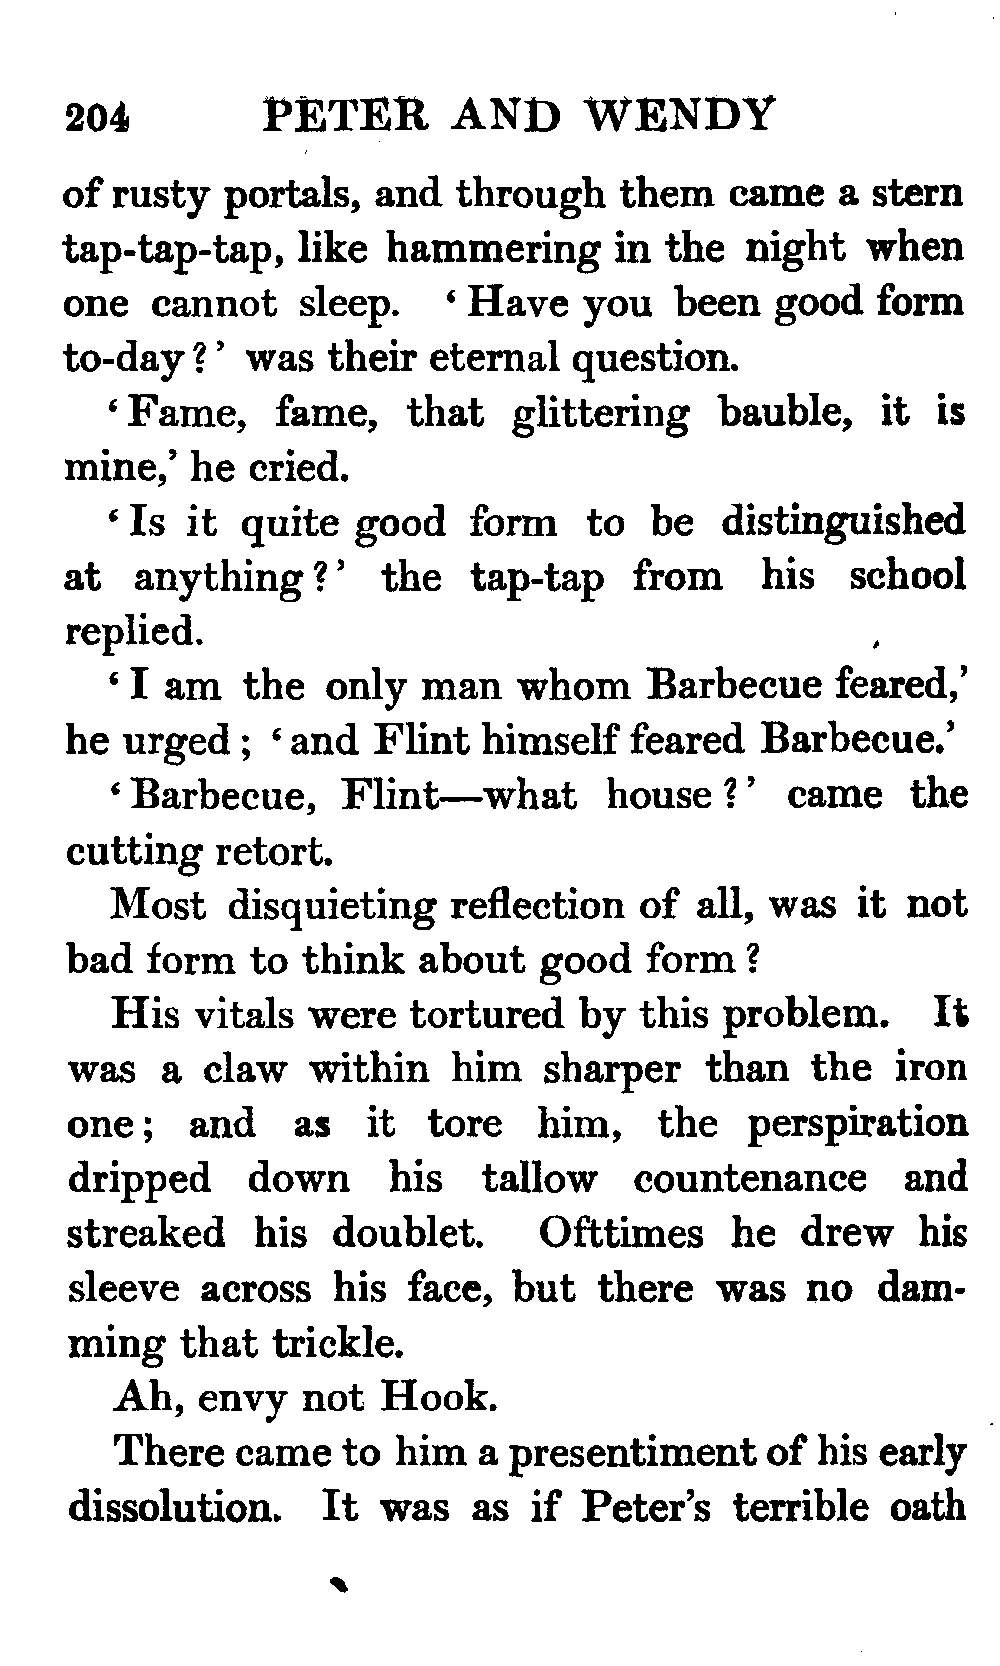 204 PETER AND WENDY
of rusty portals, and through them came a stern
tap-tap-tap, like hammering in the night when
one cannot sleep. ‘Have you been good form
to-day?’ was their eternal question.
‘Fame, fame, that glittering bauble, it is
mine,’ he cried.
‘Is it quite good form to be distinguished
at anything?’ the tap-tap from his school
replied.
‘I am the only man whom Barbecue feared,’
he urged; ‘and Flint himself feared Barbecue.’
‘Barbecue, Flint—what house?’ came the
cutting retort.
Most disquieting reflection of all, was it not
bad form to think about good form?
His vitals were tortured by this problem. It
was a claw within him sharper than the iron
one; and as it tore him, the perspiration
dripped down his tallow countenance and
streaked his doublet. Ofttimes he drew his
sleeve across his face, but there was no dam-
ming that trickle.
Ah, envy not Hook.
There came to him a presentiment of his early
dissolution. It was as if Peter’s terrible oath